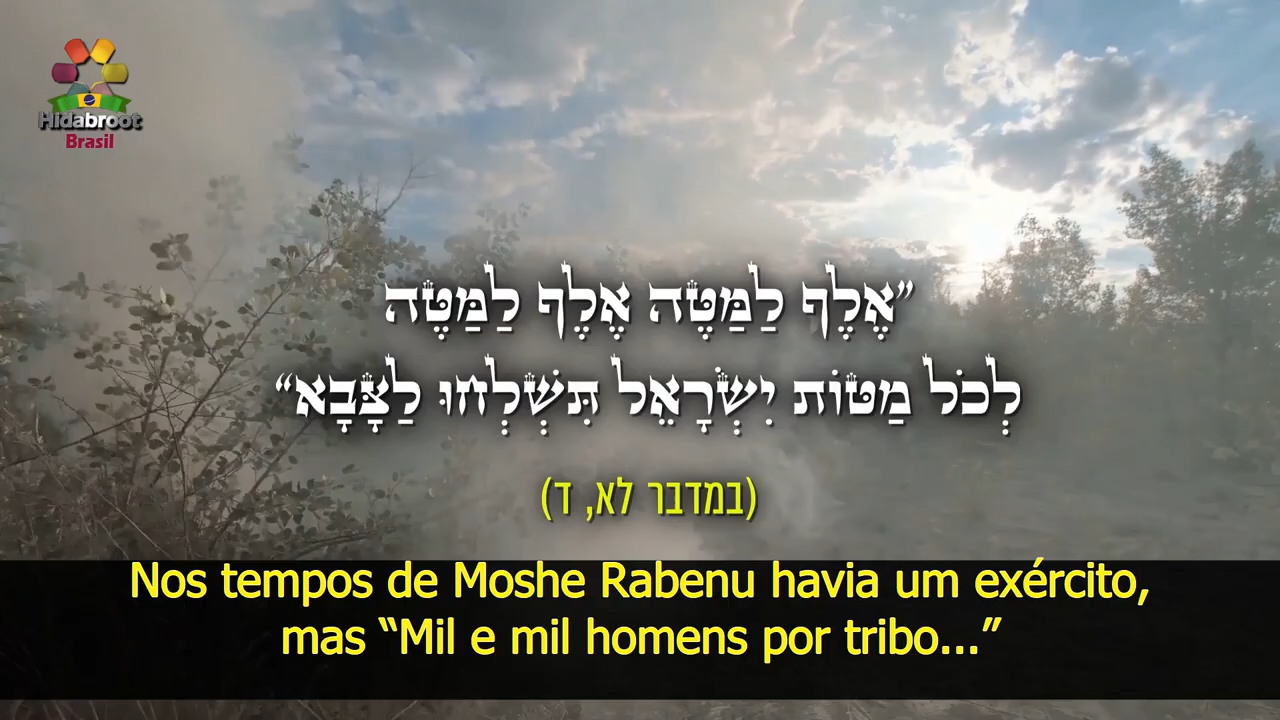 Hidabroot
Brasil
"אֶלֶף לַמַּטֶּה אֶלֶף לַמַּטֶּה
לְכֹל מַטּוֹת יִשְׂרָאֵל תִּשְׁלְחוּ לַצָּבָא"
(במדבר לא, ד)
Nos tempos de Moshe Rabenu havia um exército,
mas “Mil e mil homens por tribo...”